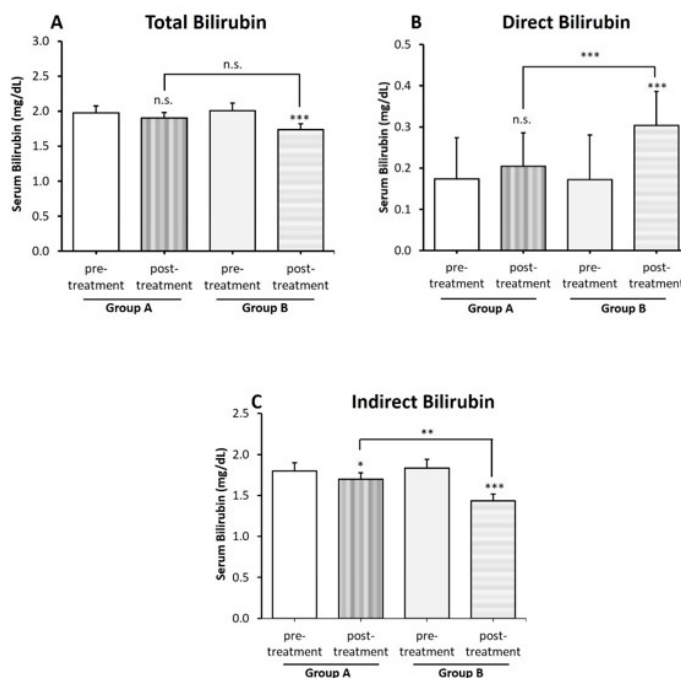 A
Total Bilirubin
Serum Bilirubin (mg/dL)
3.0
2.5
2.0
1.5
1.0
0.5
0.0
n.s.
n.s.
***
pre-
treatment
post-
treatment
pre-
treatment
post-
treatment
Group A
Group B
B
Direct Bilirubin
Serum Bilirubin (mg/dL)
0.5
0.4
0.3
0.2
0.1
0.0
***
n.s.
***
pre-
treatment
post-
treatment
pre-
treatment
post-
treatment
Group A
Group B
C
Indirect Bilirubin
Serum Bilirubin (mg/dL)
2.5
2.0
1.5
1.0
0.5
0.0
**
*
***
pre-
treatment
post-
treatment
pre-
treatment
post-
treatment
Group A
Group B